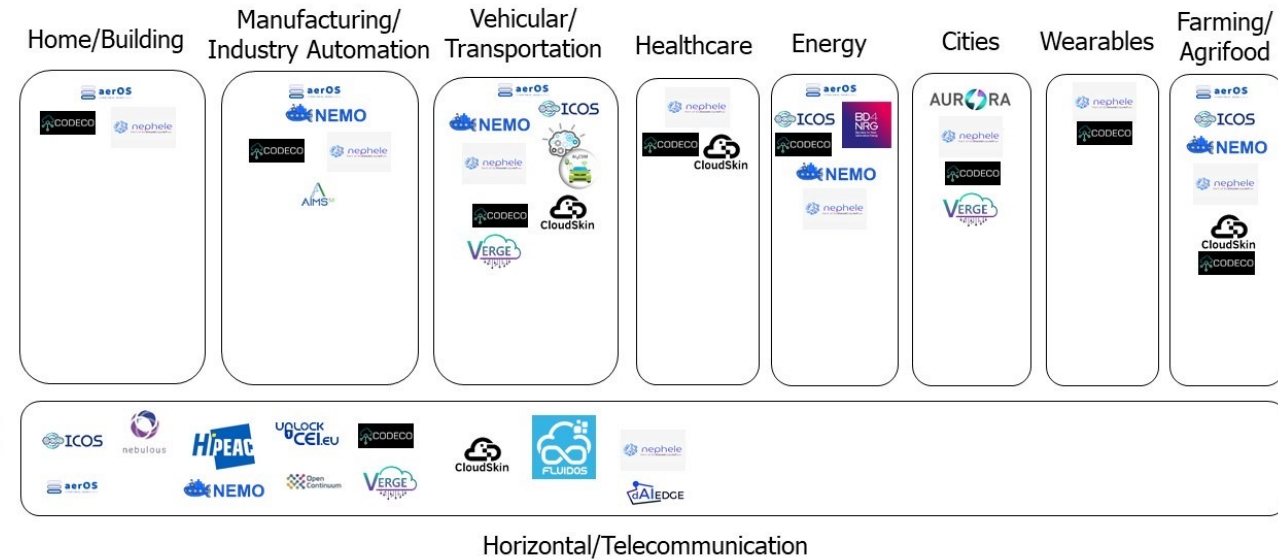 Home/Building
Manufacturing/
Industry Automation
Vehicular/
Transportation
Healthcare
Energy
Cities
Wearables
Farming/
Agrifood
aerOS
CODECO
nephele
aerOS
NEMO
CODECO
nephele
AIMS
aerOS
ICOS
NEMO
nephele
CODECO
CloudSkin
VERGE
nephele
CODECO
CloudSkin
aerOS
ICOS
BD4
NRG
CODECO
NEMO
nephele
AURORA
nephele
CODECO
VERGE
nephele
CODECO
aerOS
ICOS
NEMO
nephele
CloudSkin
CODECO
ICOS
nebulous
HiPEAC
UNLOCK
CEI.EU
CODECO
CloudSkin
FLUIDOS
nephele
aerOS
NEMO
Open
Continuum
VERGE
dAIEDGE
Horizontal/Telecommunication